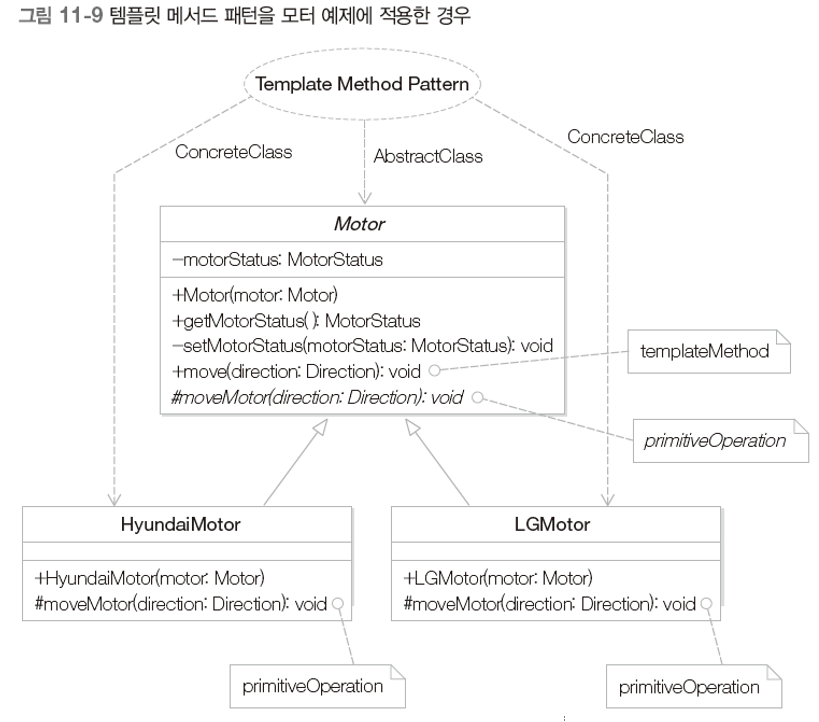 그림 11-9 템플릿 메서드 패턴을 모터 예제에 적용한 경우
Template Method Pattern
ConcreteClass
AbstractClass
ConcreteClass
Motor
-motorStatus: MotorStatus
+Motor(motor: Motor)
+getMotorStatus( ): MotorStatus
-setMotorStatus(motorStatus: MotorStatus): void
+move(direction: Direction): void
#moveMotor(direction: Direction): void
templateMethod
primitiveOperation
HyundaiMotor
+HyundaiMotor(motor: Motor)
#moveMotor(direction: Direction): void
primitiveOperation
LGMotor
+LGMotor(motor: Motor)
#moveMotor(direction: Direction): void
primitiveOperation